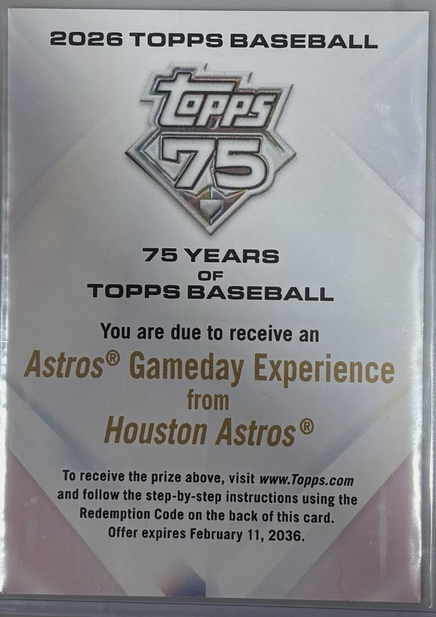 2026 TOPPS BASEBALL
topps
75
75 YEARS
OF
TOPPS BASEBALL
You are due to receive an
Astros® Gameday Experience
from
Houston Astros®
To receive the prize above, visit www.Topps.com
and follow the step-by-step instructions using the
Redemption Code on the back of this card.
Offer expires February 11, 2036.